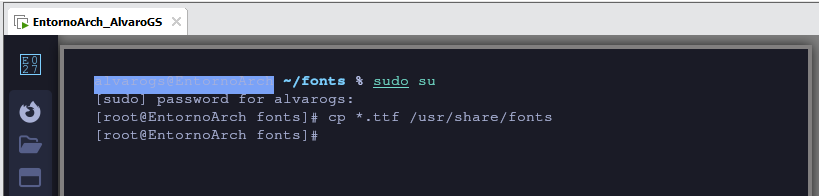 EntornoArch_AlvaroGS
alvarogs@EntornoArch ~/fonts % sudo su
[sudo] password for alvarogs:
[root@EntornoArch fonts]# cp *.ttf /usr/share/fonts
[root@EntornoArch fonts]#